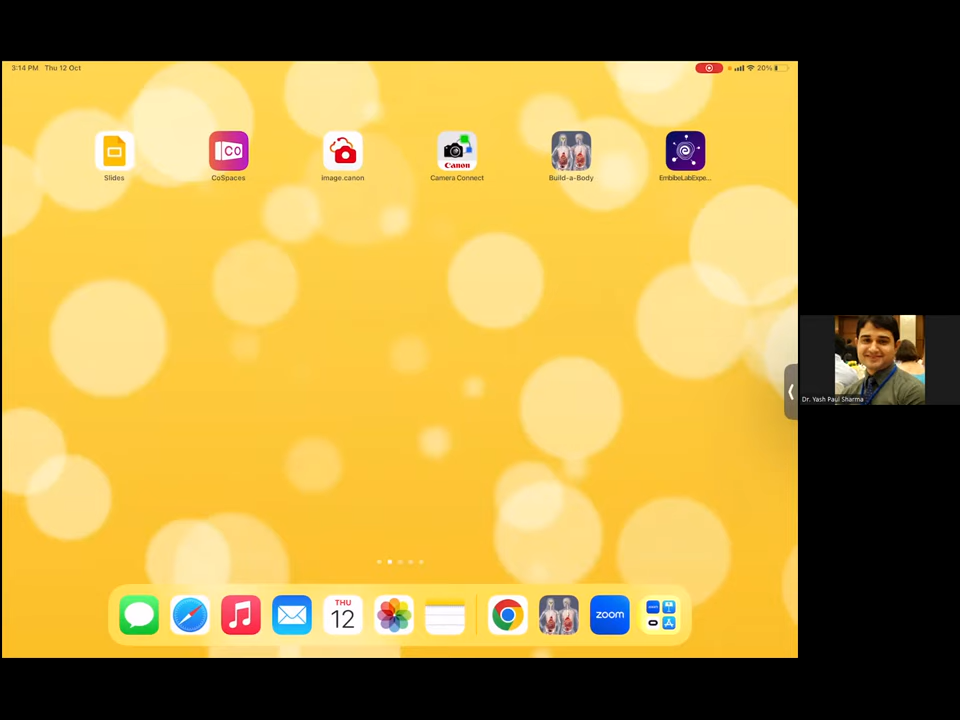 3:14 PM Thu 12 Oct
20%
CO
Canon
Slides
CoSpaces
image.canon
Camera Connect
Build-a-Body
EmbibeLabExpe...
Dr. Yash Paul Sharma
THU
12
zoom